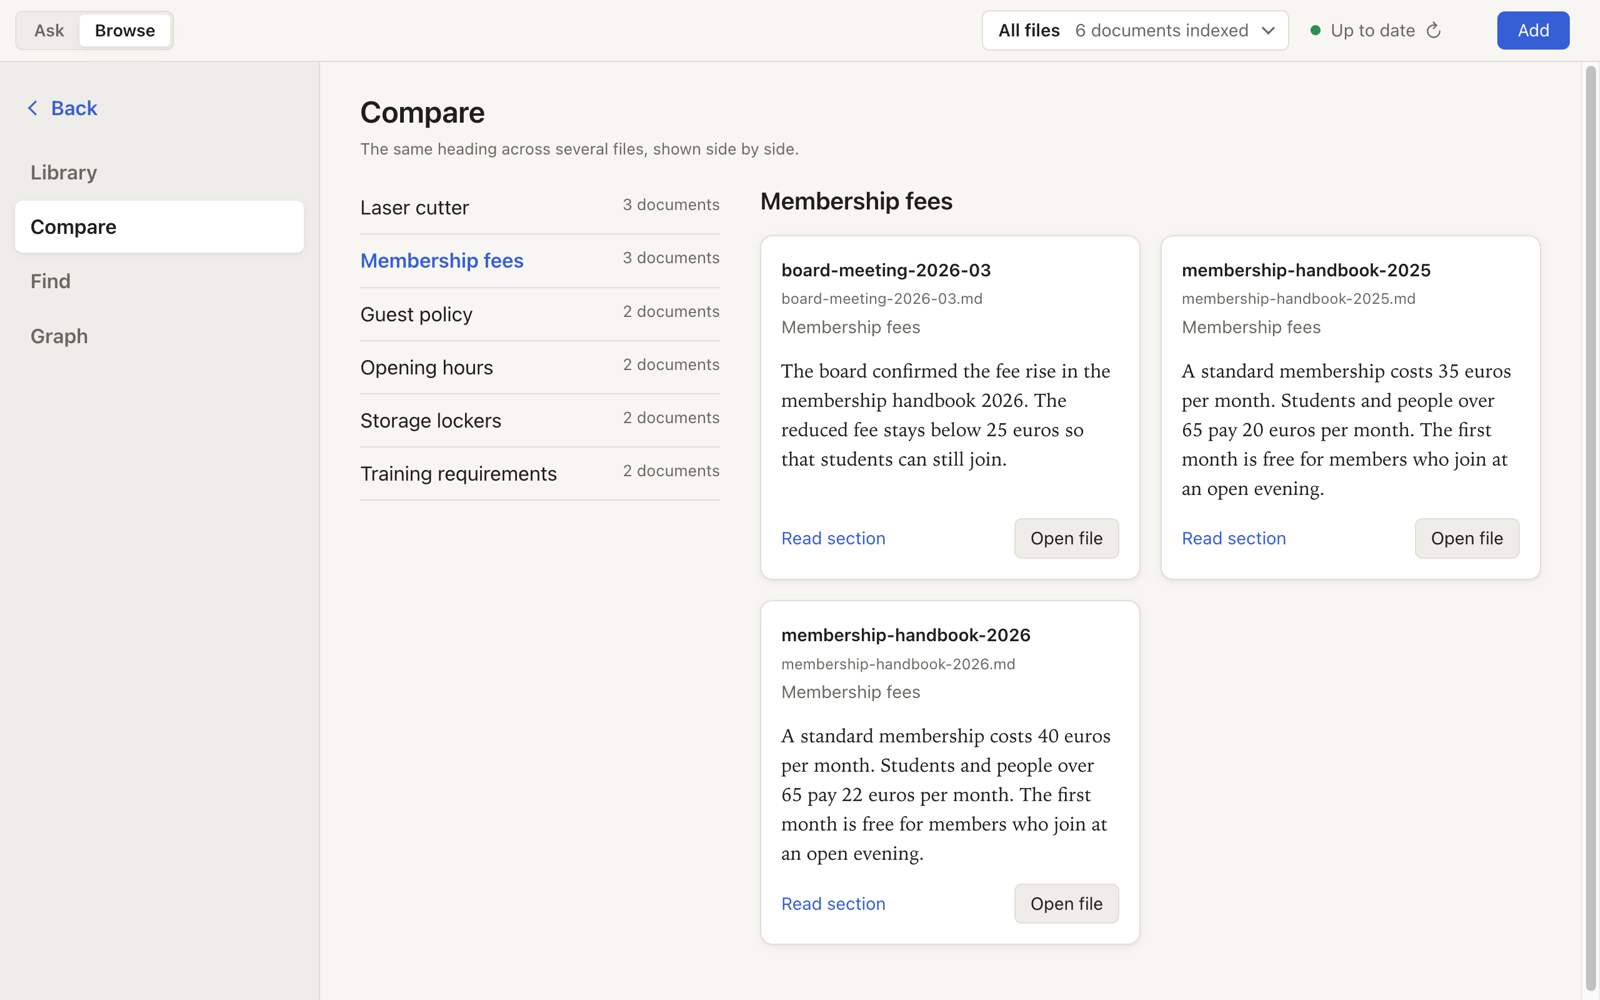 Ask
Browse
All files 6 documents indexed
Up to date
Add
Back
Library
Compare
Find
Graph
Compare
The same heading across several files, shown side by side.
Laser cutter 3 documents
Membership fees 3 documents
Guest policy 2 documents
Opening hours 2 documents
Storage lockers 2 documents
Training requirements 2 documents
Membership fees
board-meeting-2026-03
board-meeting-2026-03.md
Membership fees
The board confirmed the fee rise in the
membership handbook 2026. The
reduced fee stays below 25 euros so
that students can still join.
Read section
Open file
membership-handbook-2025
membership-handbook-2025.md
Membership fees
A standard membership costs 35 euros
per month. Students and people over
65 pay 20 euros per month. The first
month is free for members who join at
an open evening.
Read section
Open file
membership-handbook-2026
membership-handbook-2026.md
Membership fees
A standard membership costs 40 euros
per month. Students and people over
65 pay 22 euros per month. The first
month is free for members who join at
an open evening.
Read section
Open file